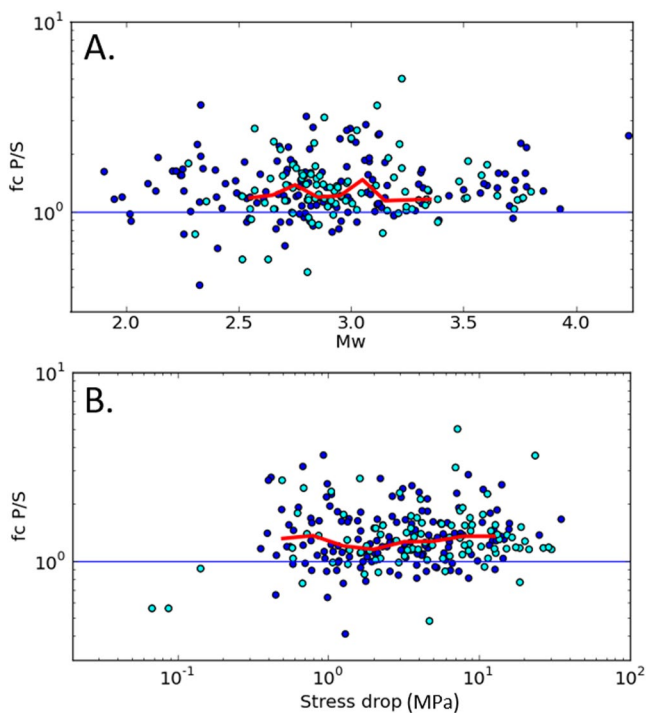 10¹
A.
fc P/S
10⁰
2.0 2.5 3.0 3.5 4.0
Mw
10¹
B.
fc P/S
10⁰
10⁻¹ 10⁰ 10¹ 10²
Stress drop (MPa)